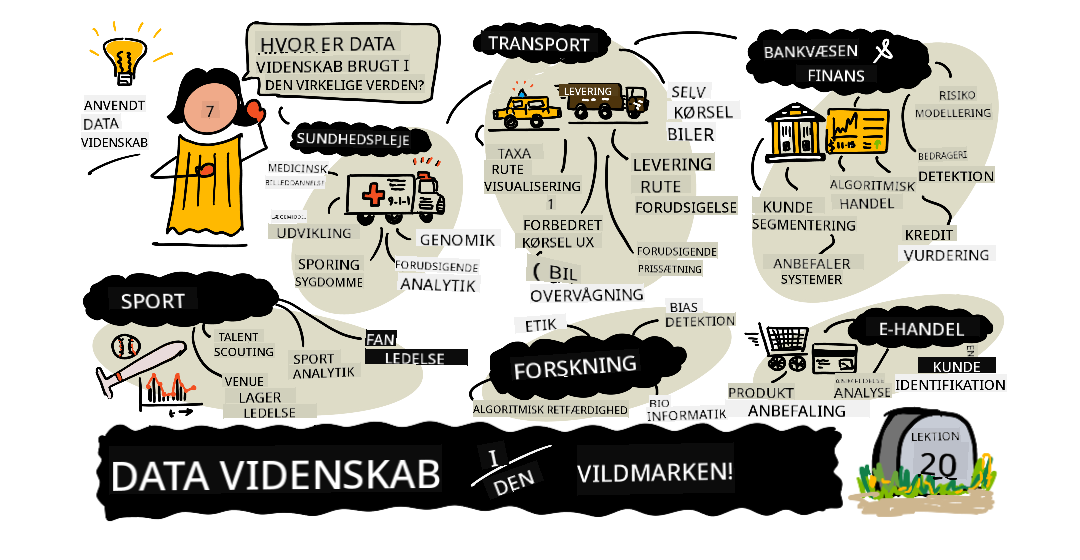 ANVENDT
DATA
VIDENSKAB
7
HVOR ER DATA
VIDENSKAB BRUGT I
DEN VIRKELIGE VERDEN?
SUNDHEDSPLEJE
MEDICINSK
BILLEDDANNELSE
UDVIKLING
9-1-1
GENOMIK
SPORING
SYGDOMME
FORUDSIGENDE
ANALYTIK
TRANSPORT
LEVERING
SELV
KØRSEL
BILER
TAXA
RUTE
VISUALISERING
1
FORBEDRET
KØRSEL UX
LEVERING
RUTE
FORUDSIGELSE
FORUDSIGENDE
PRISSÆTNING
( BIL
OVERVÅGNING
BANKVÆSEN &
FINANS
RISIKO
MODELLERING
BEDRAGERI
DETEKTION
ALGORITMISK
HANDEL
KUNDE
SEGMENTERING
KREDIT
VURDERING
ANBEFALER
SYSTEMER
SPORT
TALENT
SCOUTING
SPORT
ANALYTIK
FAN
LEDELSE
VENUE
LAGER
LEDELSE
ETIK
BIAS
DETEKTION
FORSKNING
ALGORITMISK RETFÆRDIGHED
BIO
INFORMATIK
E-HANDEL
EN
KUNDE
IDENTIFIKATION
ANALYSE
PRODUKT
ANBEFALING
DATA VIDENSKAB
I
DEN
VILDMARKEN!
LEKTION
20